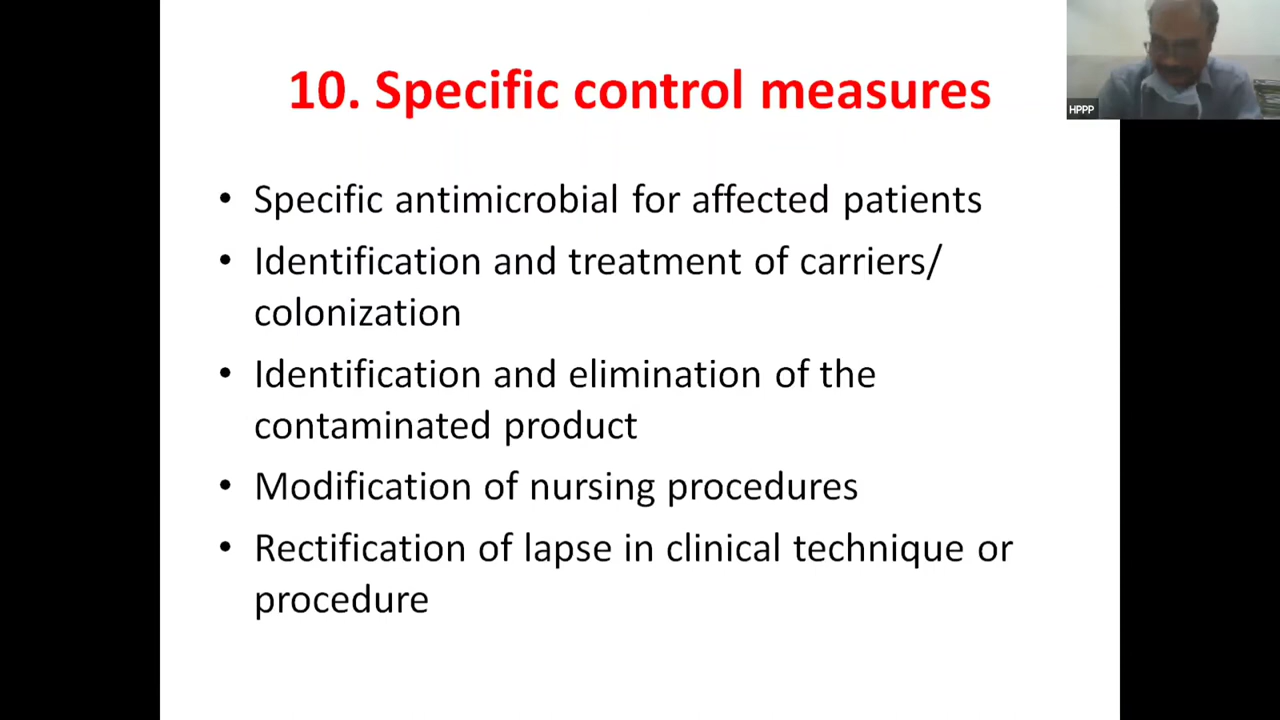 10. Specific control measures
HPPP
• Specific antimicrobial for affected patients
• Identification and treatment of carriers/
colonization
• Identification and elimination of the
contaminated product
• Modification of nursing procedures
• Rectification of lapse in clinical technique or
procedure